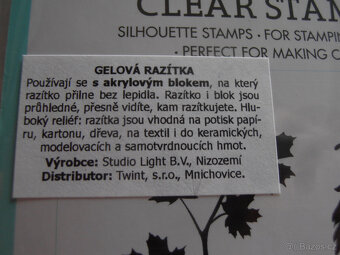 CLEAR STAM
SILHOUETTE STAMPS · FOR STAMPIN
· PERFECT FOR MAKING C
GELOVÁ RAZÍTKA
Používají se s akrylovým blokem, na který
razítko přilne bez lepidla. Razítko i blok jsou
průhledné, přesně vidíte, kam razítkujete. Hlu-
boký reliéf: razítka jsou vhodná na potisk papí-
ru, kartonu, dřeva, na textil i do keramických,
modelovacích a samotvrdnoucích hmot.
Výrobce: Studio Light B.V., Nizozemí
Distributor: Twint, s.r.o., Mnichovice.
© Bazos.cz